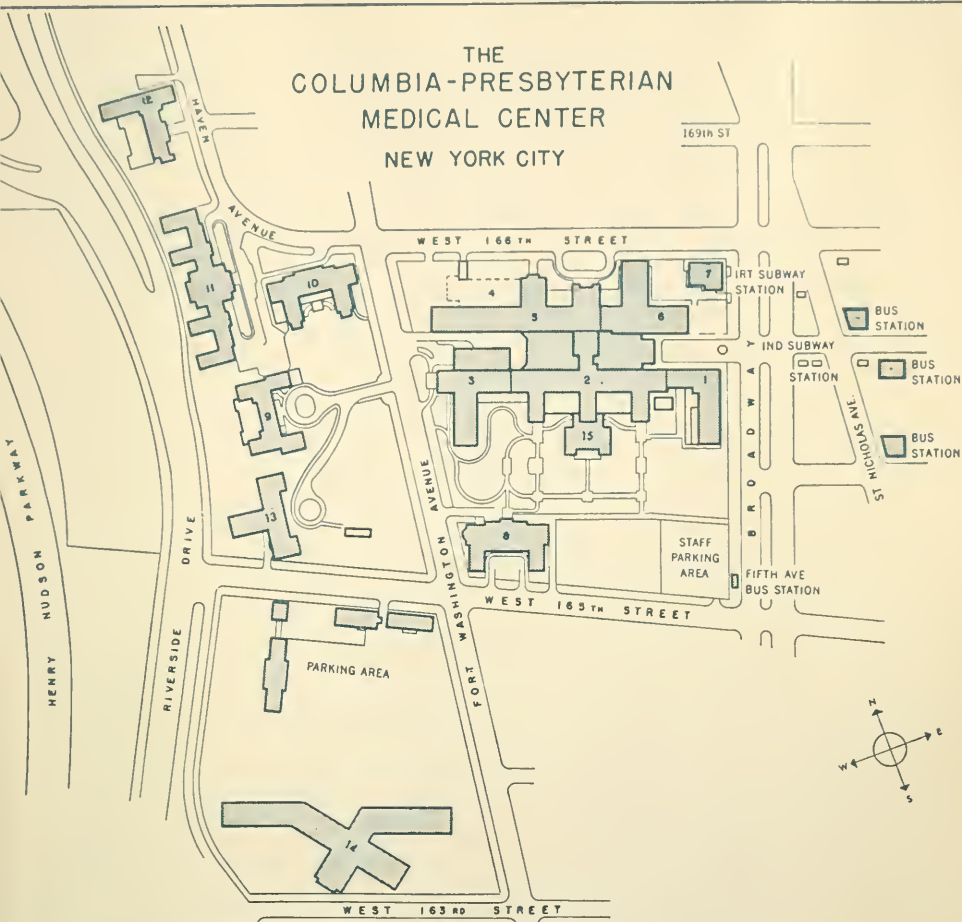 THE
COLUMBIA-PRESBYTERIAN
MEDICAL CENTER
NEW YORK CITY
169th ST
12
HAVEN
AVENUE
WEST 168TH STREET
11
10
4
5
6
7
IRT SUBWAY
STATION
BUS
STATION
IND SUBWAY
STATION
BUS
STATION
BUS
STATION
ST NICHOLAS AVE.
BROADWAY
3
2
1
15
9
13
8
STAFF
PARKING
AREA
FIFTH AVE
BUS STATION
WEST 165TH STREET
FORT WASHINGTON AVENUE
HENRY HUDSON PARKWAY
RIVERSIDE DRIVE
PARKING AREA
14
N
E
W
S
WEST 163RD STREET